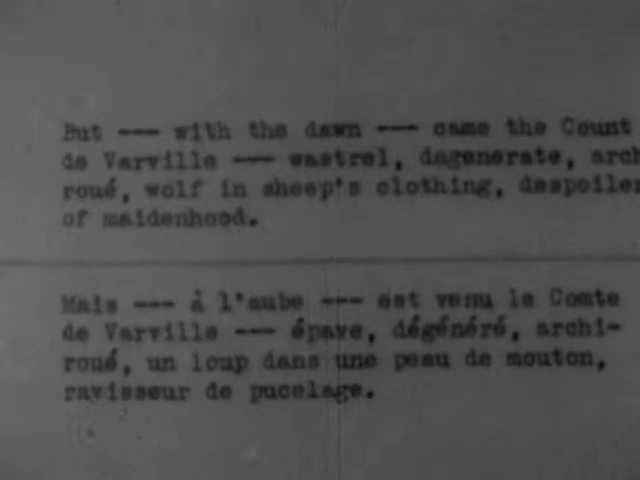 But --- with the dawn --- came the Count
de Varville --- wastrel, degenerate, arch
roué, wolf in sheep's clothing, despoiler
of maidenhood.
Mais --- á l'aube --- est venu le Comte
de Varville --- épave, dégénéré, archi-
roué, un loup dans une peau de mouton,
ravisseur de pucelage.